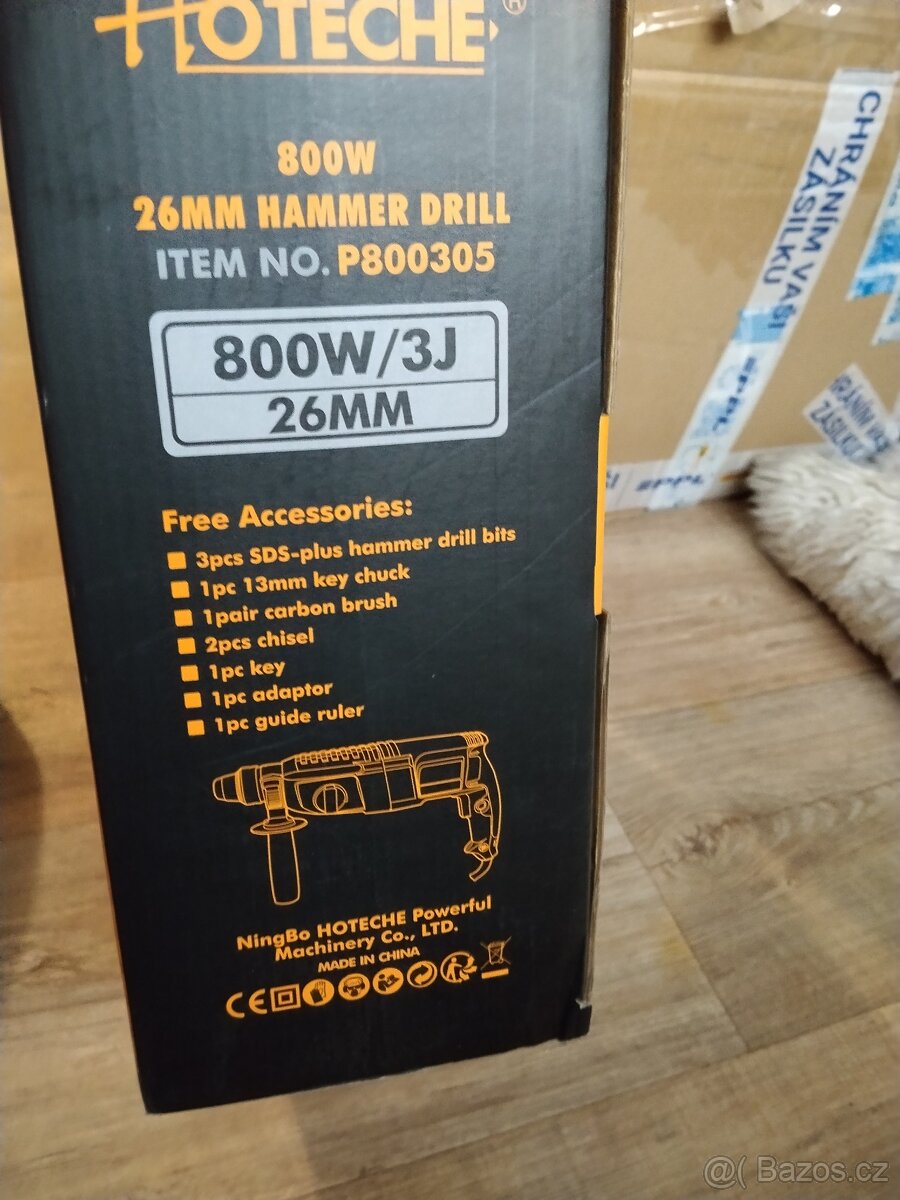 HOTECHE®
800W
26MM HAMMER DRILL
ITEM NO. P800305
800W/3J
26MM
Free Accessories:
3pcs SDS-plus hammer drill bits
1pc 13mm key chuck
1pair carbon brush
2pcs chisel
1pc key
1pc adaptor
1pc guide ruler
NingBo HOTECHE Powerful
Machinery Co., LTD.
MADE IN CHINA
CE
CHRÁNÍM VAŠI
ZÁSILKU
ZÁSILKU
@( Bazos.cz